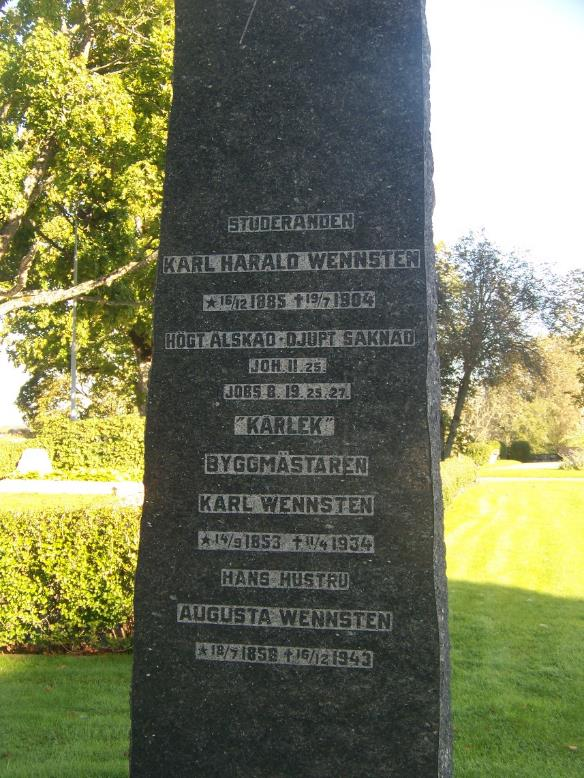 STUDERANDEN
KARL HARALD WENNSTEN
★ 16/12 1885 ✝ 19/7 1904
HÖGT ÄLSKAD · DJUPT SAKNAD
JOH. 11. 25.
JOBS B. 19. 25. 27.
"KÄRLEK"
BYGGMÄSTAREN
KARL WENNSTEN
★ 14/9 1853 ✝ 11/4 1934
HANS HUSTRU
AUGUSTA WENNSTEN
★ 18/7 1858 ✝ 16/12 1943